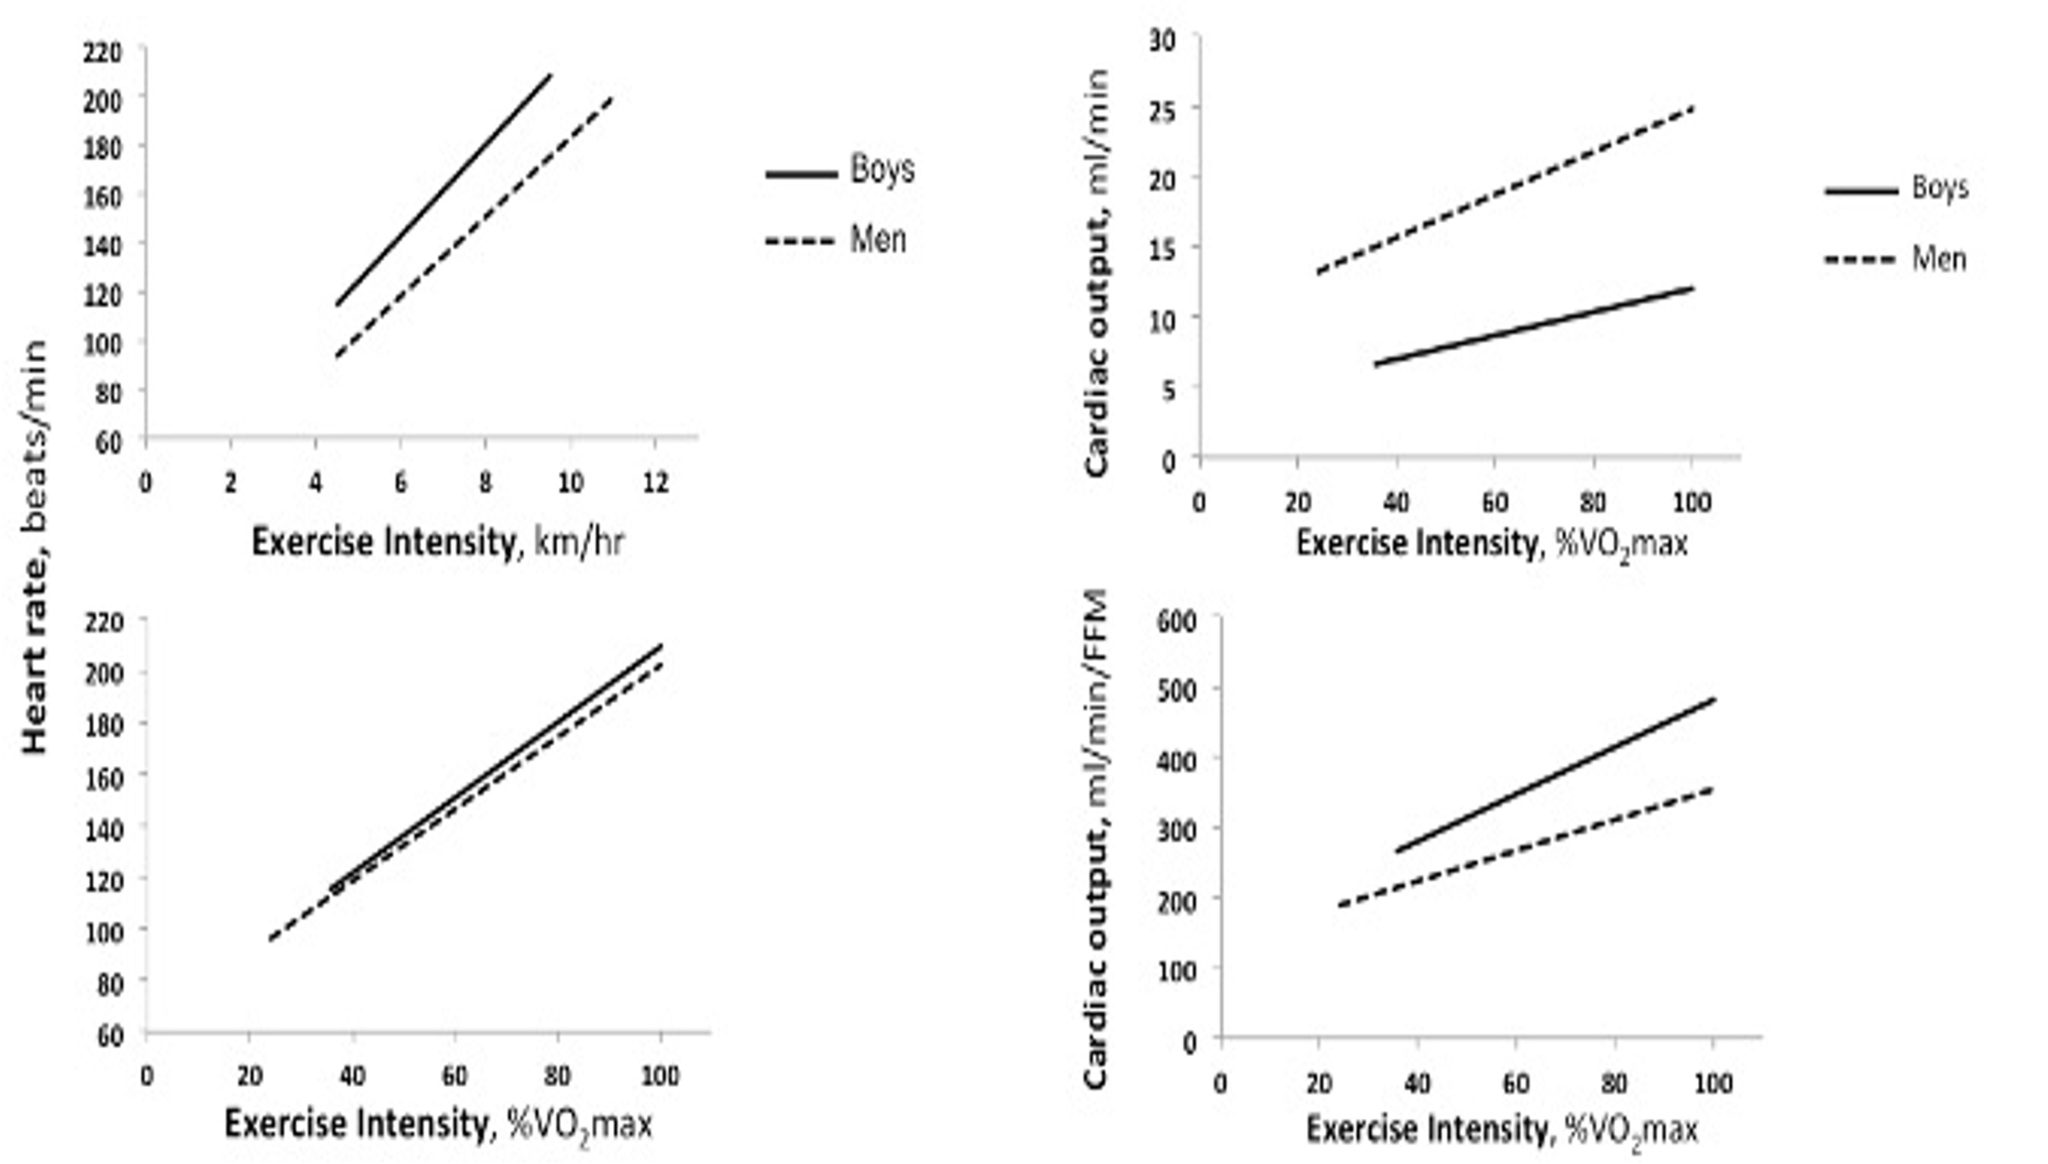 Heart rate, beats/min
220
200
180
160
140
120
100
80
60
0 2 4 6 8 10 12
Exercise Intensity, km/hr
Boys
Men
Cardiac output, ml/min
30
25
20
15
10
5
0
0 20 40 60 80 100
Exercise Intensity, %VO₂max
Boys
Men
220
200
180
160
140
120
100
80
60
0 20 40 60 80 100
Exercise Intensity, %VO₂max
Cardiac output, ml/min/FFM
600
500
400
300
200
100
0
0 20 40 60 80 100
Exercise Intensity, %VO₂max